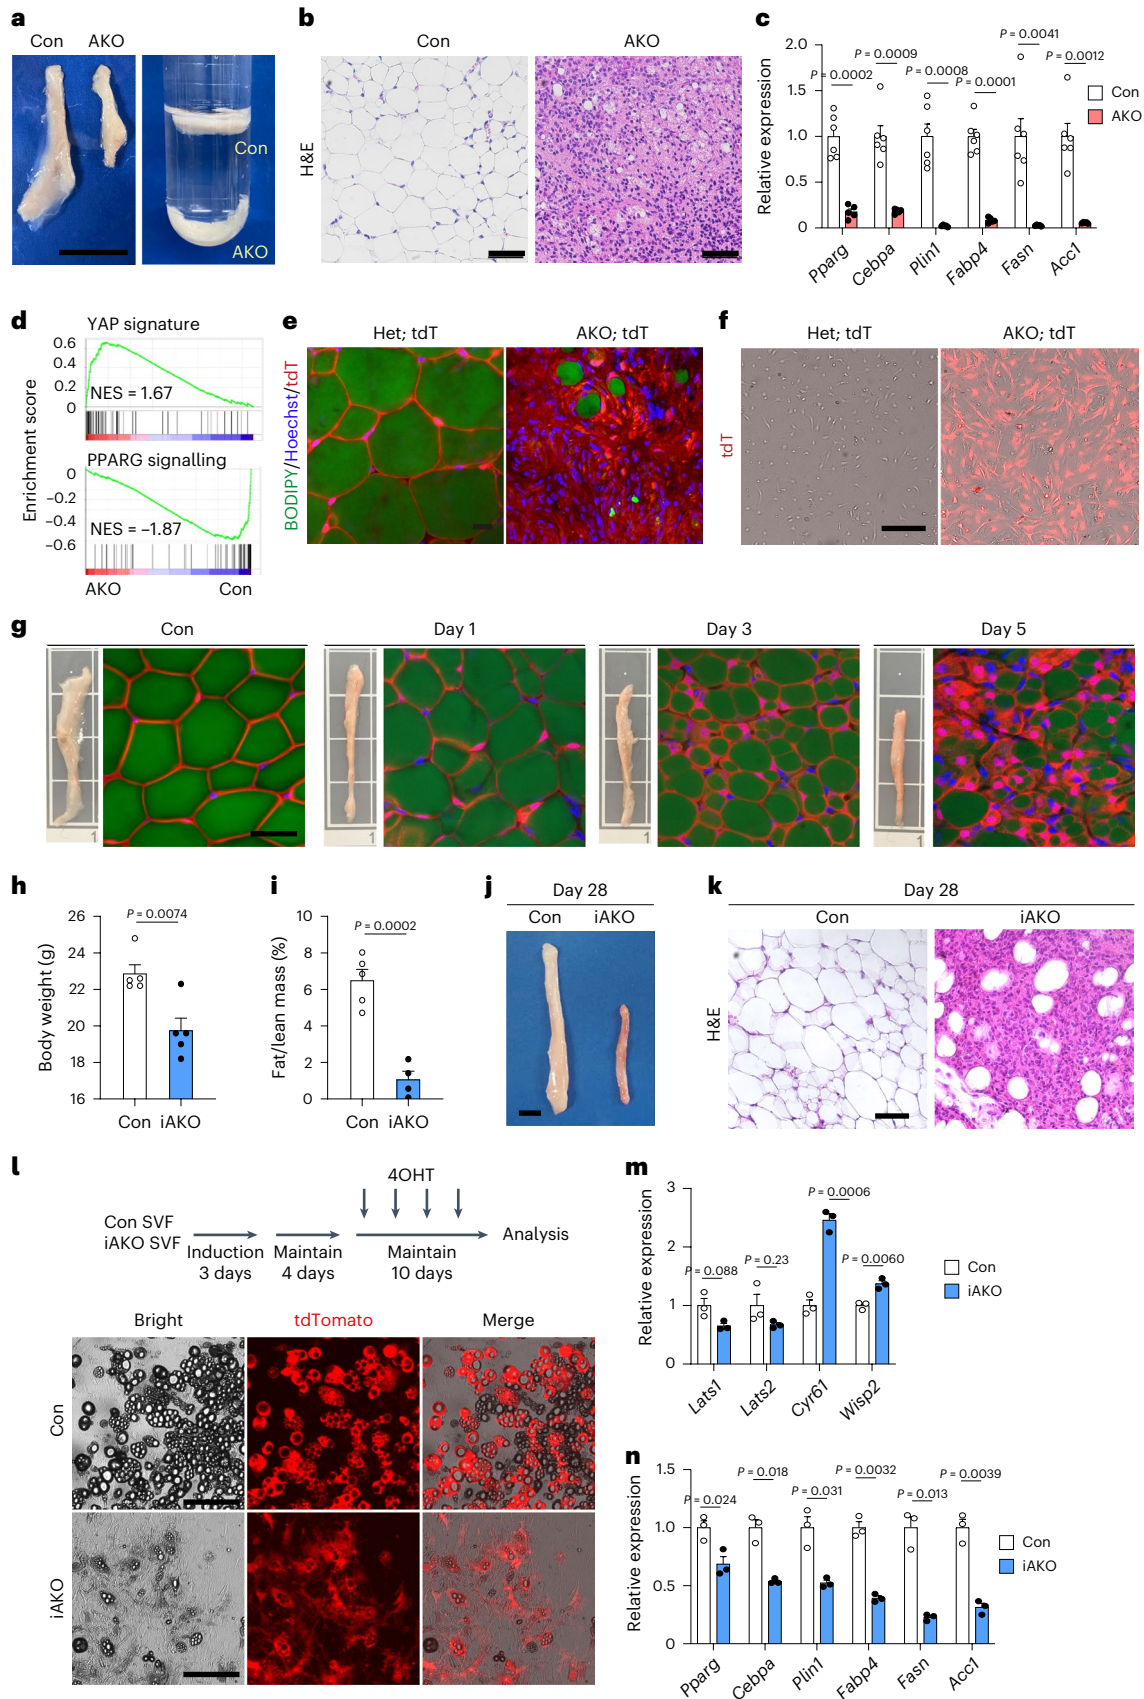 a
Con
AKO
Con
AKO
b
Con
AKO
H&E
c
Relative expression
2.0
1.5
1.0
0.5
0
P = 0.0002
P = 0.0009
P = 0.0008
P = 0.0001
P = 0.0041
P = 0.0012
Con
AKO
Pparg
Cebpa
Plin1
Fabp4
Fasn
Acc1
d
YAP signature
Enrichment score
0.6
0.4
0.2
0
NES = 1.67
PPARG signalling
0
−0.2
−0.4
−0.6
NES = −1.87
AKO
Con
e
Het; tdT
AKO; tdT
BODIPY/Hoechst/tdT
f
Het; tdT
AKO; tdT
tdT
g
Con
Day 1
Day 3
Day 5
1
1
1
1
h
Body weight (g)
26
24
22
20
18
16
P = 0.0074
Con iAKO
i
Fat/lean mass (%)
10
8
6
4
2
0
P = 0.0002
Con iAKO
j
Day 28
Con
iAKO
k
Day 28
Con
iAKO
H&E
l
4OHT
Con SVF
iAKO SVF
Induction
3 days
Maintain
4 days
Maintain
10 days
Analysis
Bright
tdTomato
Merge
Con
iAKO
m
Relative expression
3
2
1
0
P = 0.088
P = 0.23
P = 0.0006
P = 0.0060
Con
iAKO
Lats1
Lats2
Cyr61
Wisp2
n
Relative expression
1.5
1.0
0.5
0
P = 0.024
P = 0.018
P = 0.031
P = 0.0032
P = 0.013
P = 0.0039
Con
iAKO
Pparg
Cebpa
Plin1
Fabp4
Fasn
Acc1